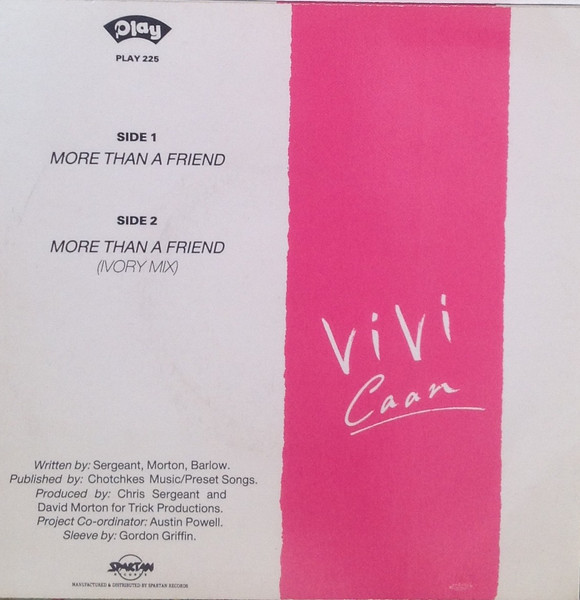 Play
PLAY 225
SIDE 1
MORE THAN A FRIEND
SIDE 2
MORE THAN A FRIEND
(IVORY MIX)
ViVi
Caan
Written by: Sergeant, Morton, Barlow.
Published by: Chotchkes Music/Preset Songs.
Produced by: Chris Sergeant and
David Morton for Trick Productions.
Project Co-ordinator: Austin Powell.
Sleeve by: Gordon Griffin.
SPARTAN
RECORDS
MANUFACTURED & DISTRIBUTED BY SPARTAN RECORDS